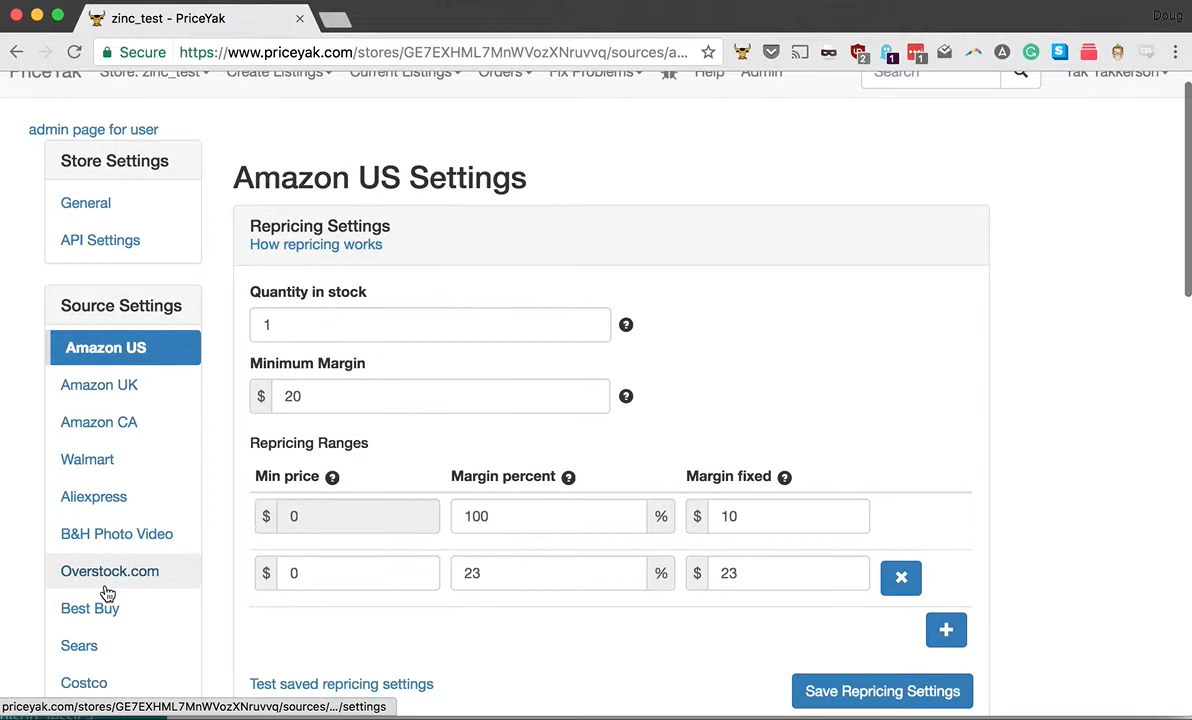 zinc_test - PriceYak
Doug
Secure
https://www.priceyak.com/stores/GE7EXHML7MnWVozXNruvvq/sources/a...
2
1
1
PriceYak
Store: zinc_test
Create Listings
Current Listings
Orders
Fix Problems
Help
Admin
Search
Yak Yakkerson
admin page for user
Store Settings
General
API Settings
Source Settings
Amazon US
Amazon UK
Amazon CA
Walmart
Aliexpress
B&H Photo Video
Overstock.com
Best Buy
Sears
Costco
Amazon US Settings
Repricing Settings
How repricing works
Quantity in stock
1
Minimum Margin
$ 20
Repricing Ranges
Min price Margin percent Margin fixed
$ 0 100 % $ 10
$ 0 23 % $ 23
Test saved repricing settings
Save Repricing Settings
priceyak.com/stores/GE7EXHML7MnWVozXNruvvq/sources/.../settings